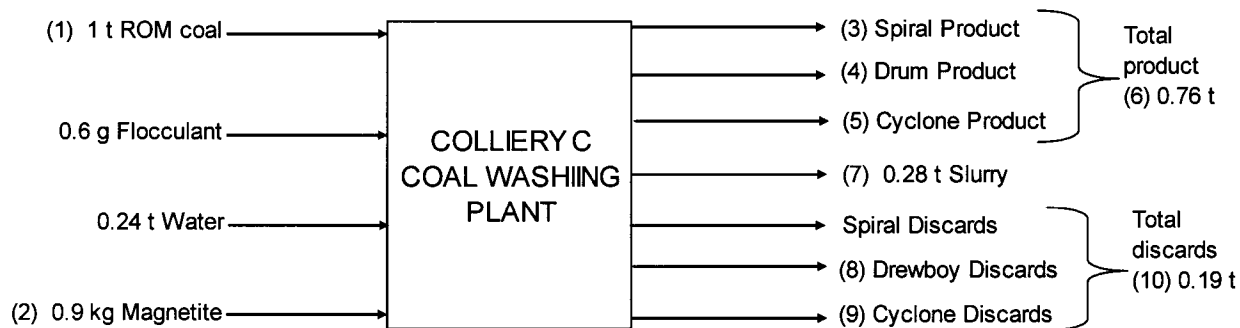 (1) 1 t ROM coal
0.6 g Flocculant
0.24 t Water
(2) 0.9 kg Magnetite
COLLIERY C
COAL WASHIING
PLANT
(3) Spiral Product
(4) Drum Product
(5) Cyclone Product
(7) 0.28 t Slurry
Spiral Discards
(8) Drewboy Discards
(9) Cyclone Discards
Total
product
(6) 0.76 t
Total
discards
(10) 0.19 t